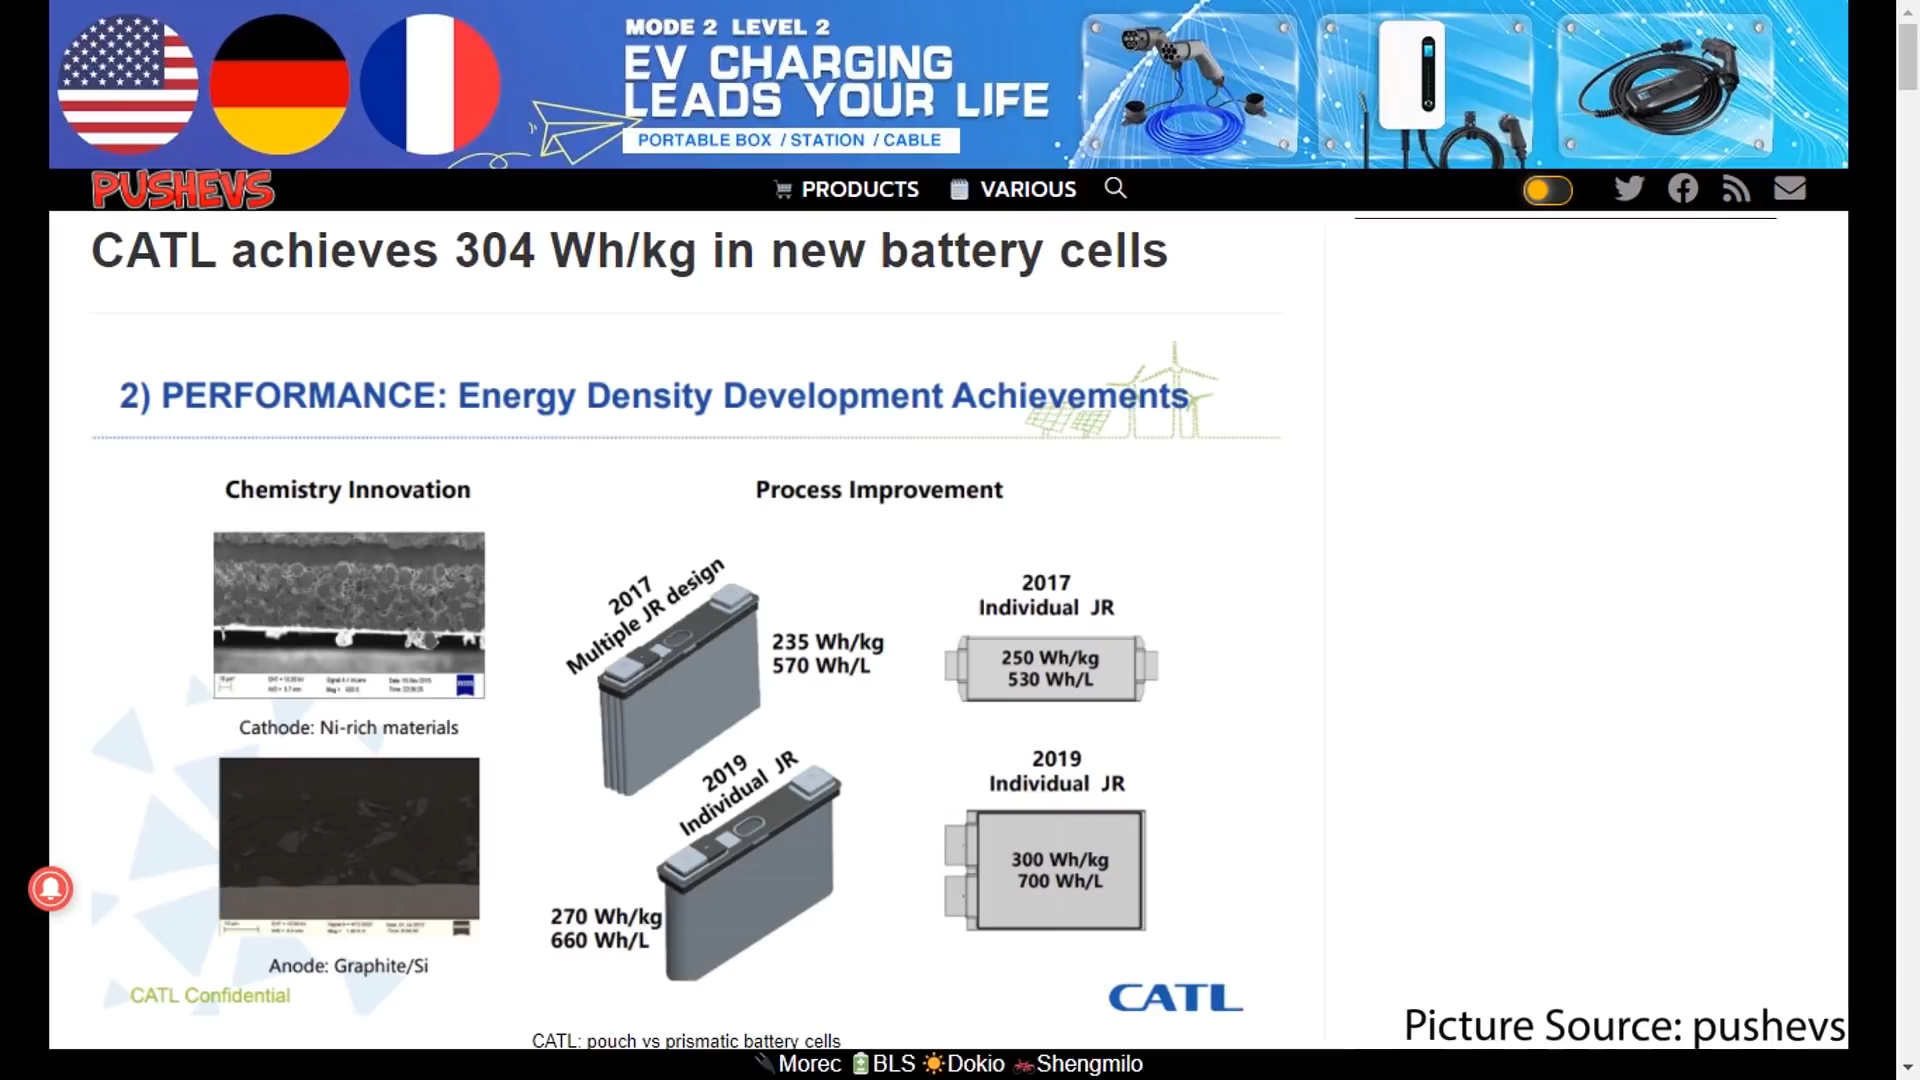 MODE 2 LEVEL 2
EV CHARGING
LEADS YOUR LIFE
PORTABLE BOX / STATION / CABLE
PUSHEVS
PRODUCTS
VARIOUS
CATL achieves 304 Wh/kg in new battery cells
2) PERFORMANCE: Energy Density Development Achievements
Chemistry Innovation
Process Improvement
Cathode: Ni-rich materials
Anode: Graphite/Si
CATL Confidential
2017
Multiple JR design
235 Wh/kg
570 Wh/L
2017
Individual JR
250 Wh/kg
530 Wh/L
2019
Individual JR
270 Wh/kg
660 Wh/L
2019
Individual JR
300 Wh/kg
700 Wh/L
CATL
CATL: pouch vs prismatic battery cells
Picture Source: pushevs
Morec BLS Dokio Shengmilo